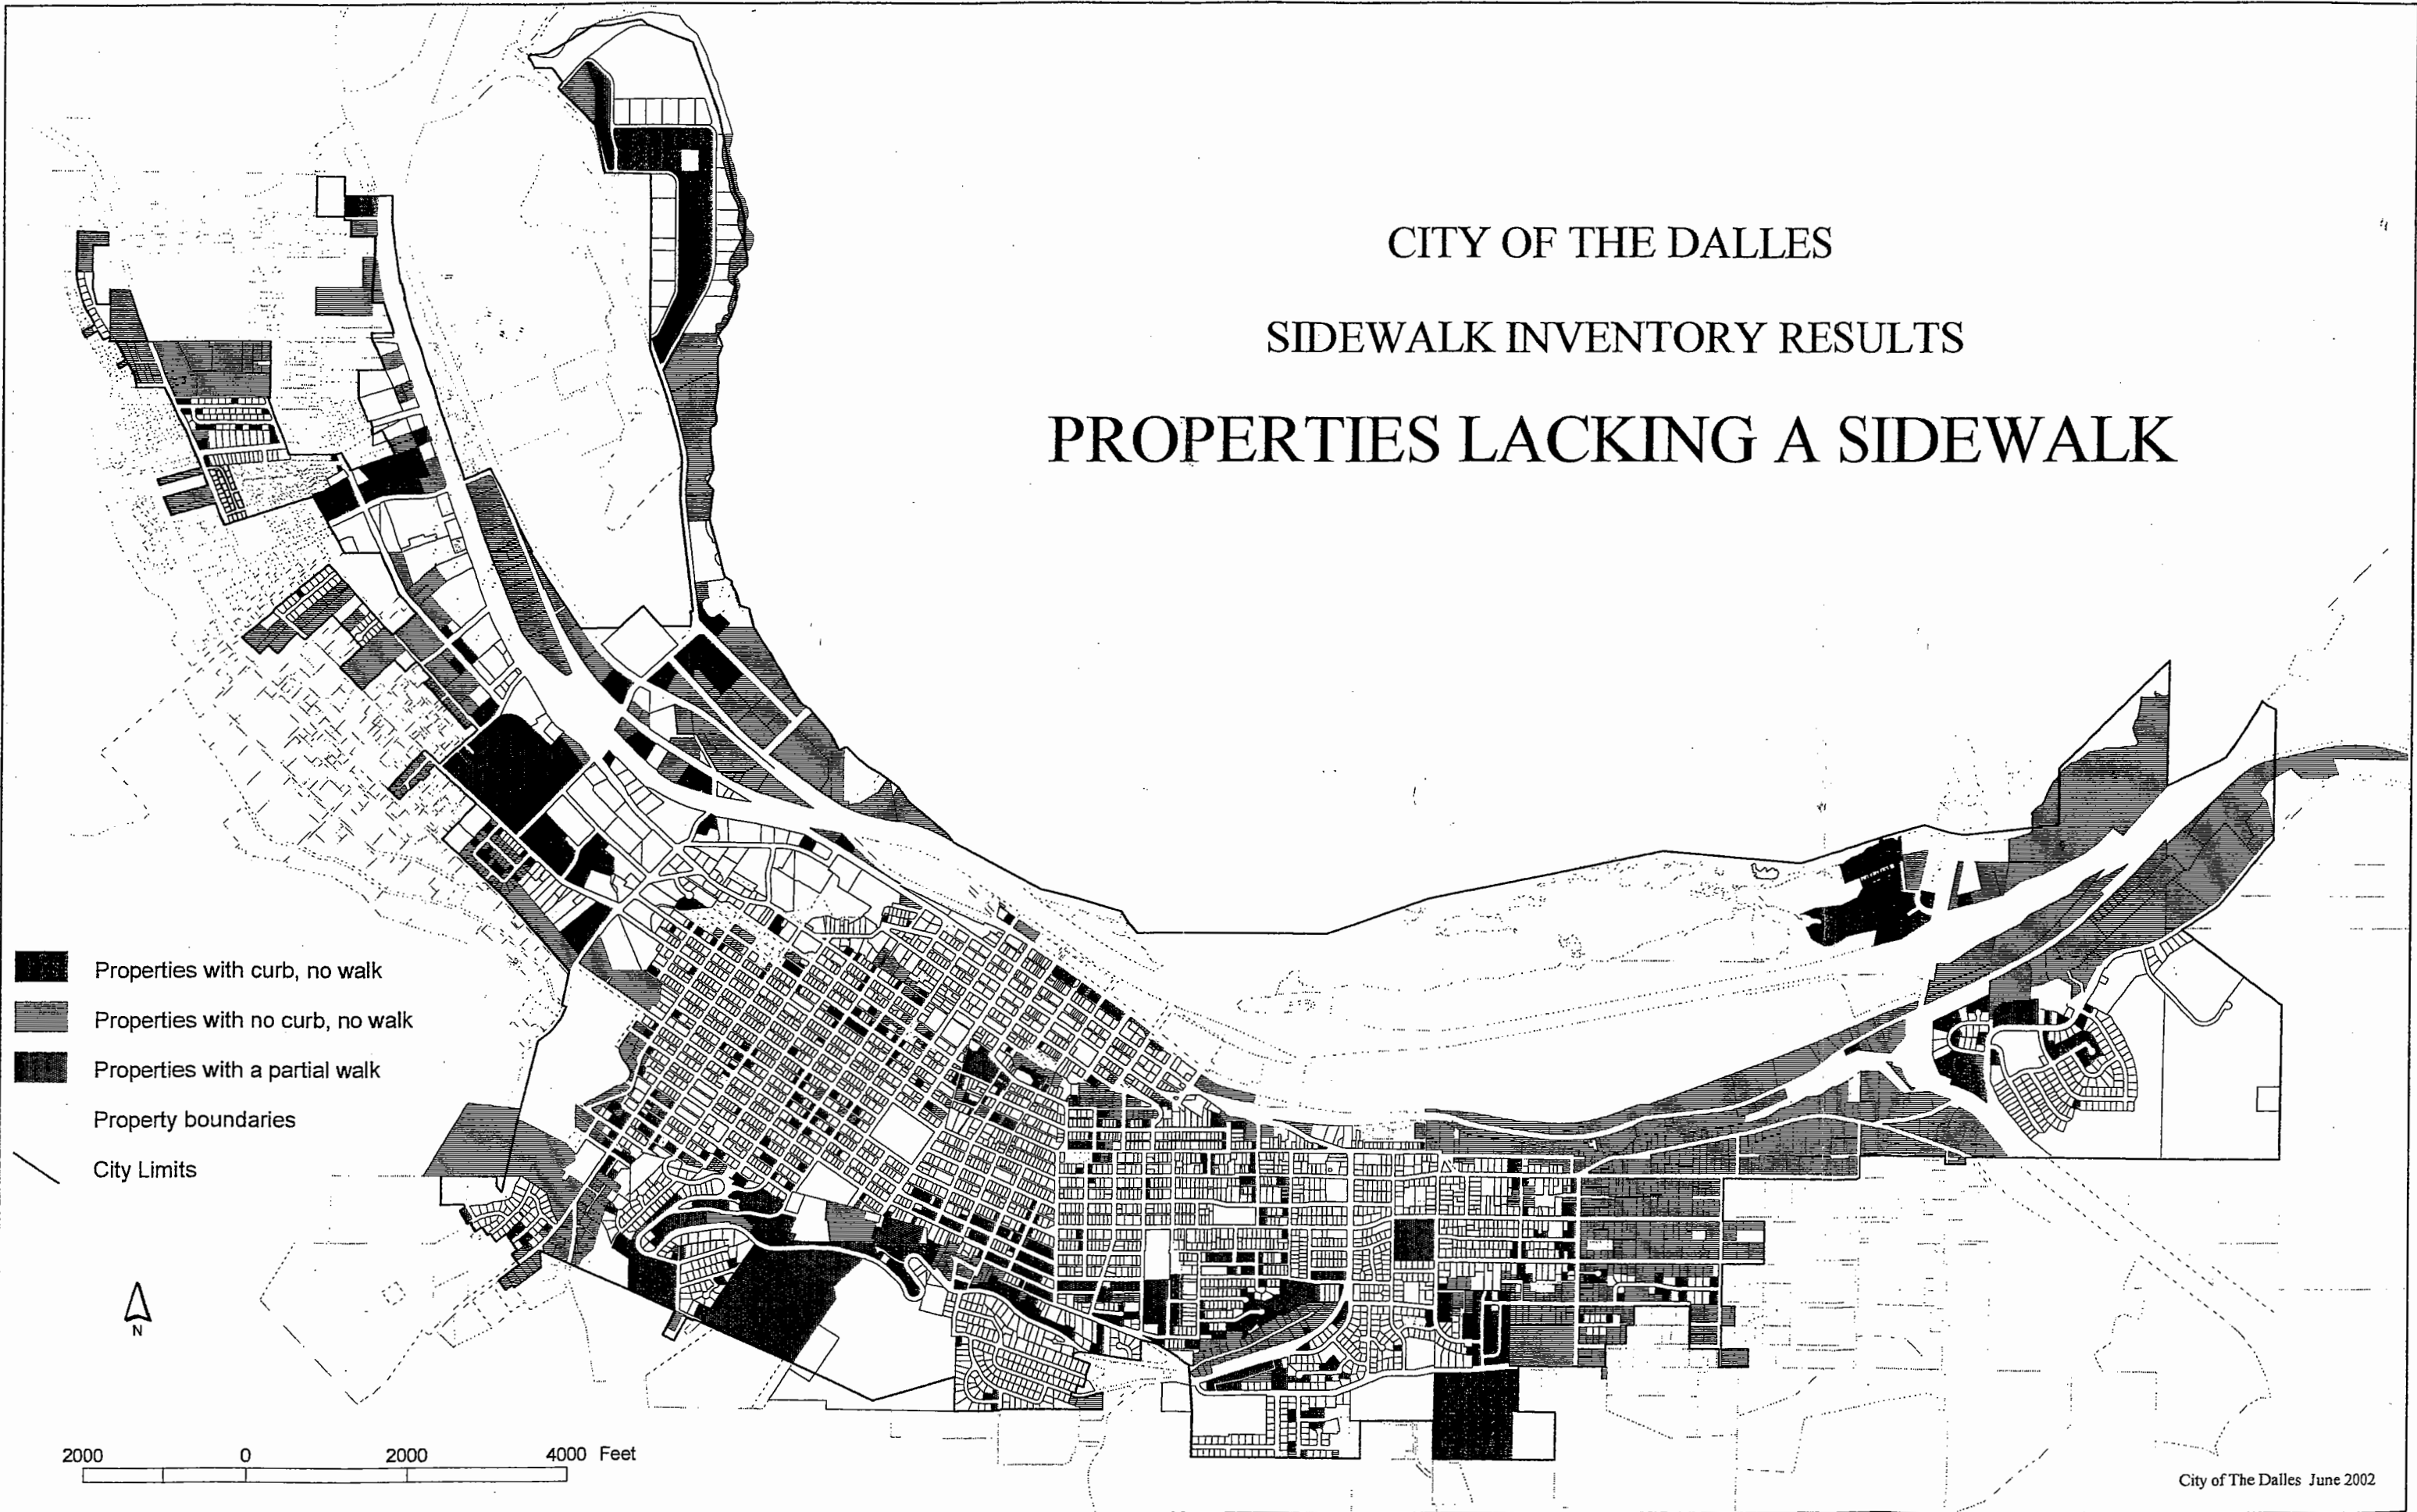 CITY OF THE DALLES
SIDEWALK INVENTORY RESULTS
PROPERTIES LACKING A SIDEWALK
Properties with curb, no walk
Properties with no curb, no walk
Properties with a partial walk
Property boundaries
City Limits
N
2000 0 2000 4000 Feet
City of The Dalles June 2002